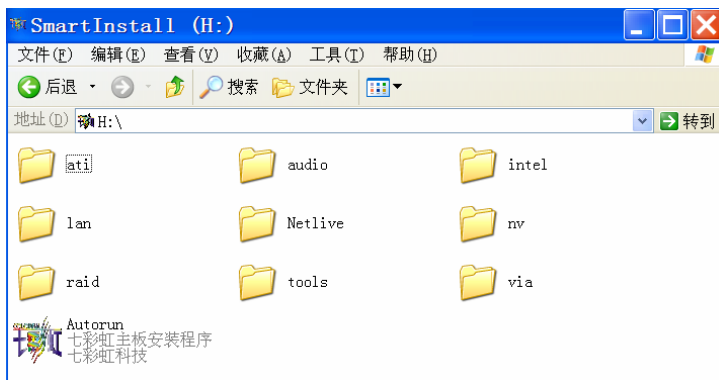 SmartInstall (H:)
文件(F) 编辑(E) 查看(V) 收藏(A) 工具(T) 帮助(H)
后退 搜索 文件夹
地址(D) H:\ 转到
ati audio intel
lan Netlive nv
raid tools via
Autorun
七彩虹主板安装程序
七彩虹科技